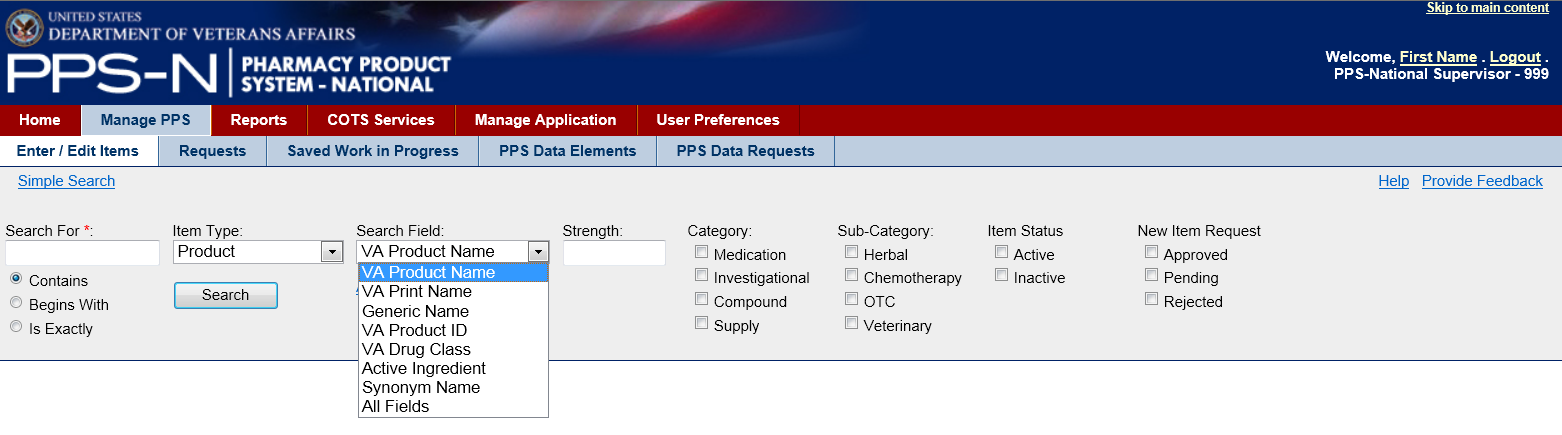 Skip to main content
UNITED STATES
DEPARTMENT OF VETERANS AFFAIRS
PPS-N
PHARMACY PRODUCT
SYSTEM - NATIONAL
Welcome, First Name . Logout .
PPS-National Supervisor - 999
Home Manage PPS Reports COTS Services Manage Application User Preferences
Enter / Edit Items Requests Saved Work in Progress PPS Data Elements PPS Data Requests
Simple Search Help Provide Feedback
Search For *: Item Type: Search Field: Strength: Category: Sub-Category: Item Status New Item Request
Product VA Product Name Medication Herbal Active Approved
Contains VA Product Name Investigational Chemotherapy Inactive Pending
Search VA Print Name
Begins With Generic Name Compound OTC Rejected
Is Exactly VA Product ID Supply Veterinary
VA Drug Class
Active Ingredient
Synonym Name
All Fields